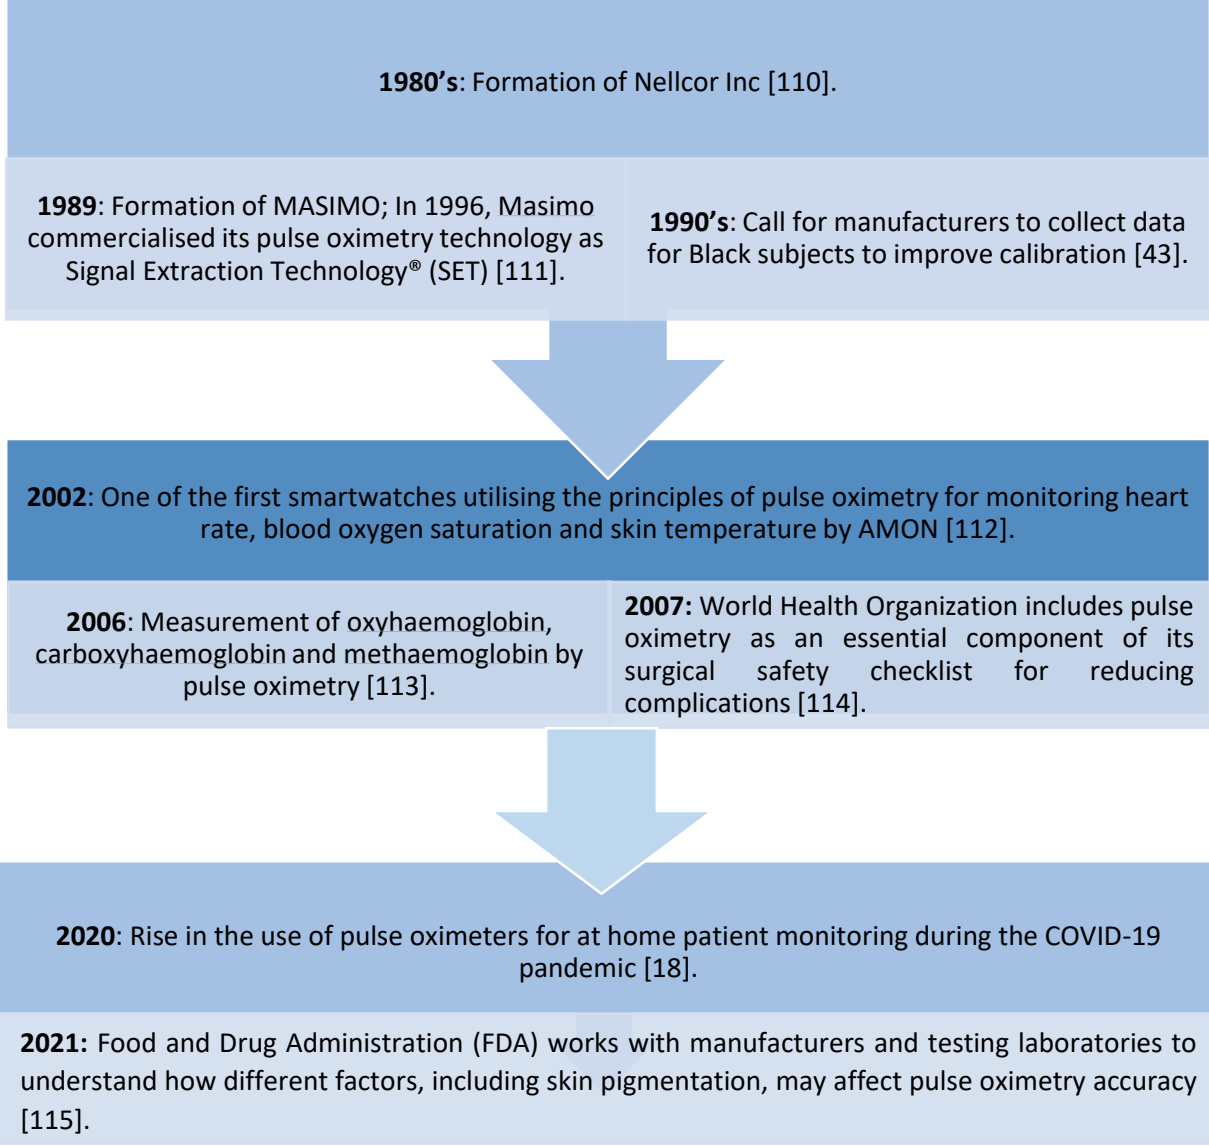 1980's: Formation of Nellcor Inc [110].
1989: Formation of MASIMO; In 1996, Masimo
commercialised its pulse oximetry technology as
Signal Extraction Technology® (SET) [111].
1990's: Call for manufacturers to collect data
for Black subjects to improve calibration [43].
2002: One of the first smartwatches utilising the principles of pulse oximetry for monitoring heart
rate, blood oxygen saturation and skin temperature by AMON [112].
2006: Measurement of oxyhaemoglobin,
carboxyhaemoglobin and methaemoglobin by
pulse oximetry [113].
2007: World Health Organization includes pulse
oximetry as an essential component of its
surgical safety checklist for reducing
complications [114].
2020: Rise in the use of pulse oximeters for at home patient monitoring during the COVID-19
pandemic [18].
2021: Food and Drug Administration (FDA) works with manufacturers and testing laboratories to
understand how different factors, including skin pigmentation, may affect pulse oximetry accuracy
[115].